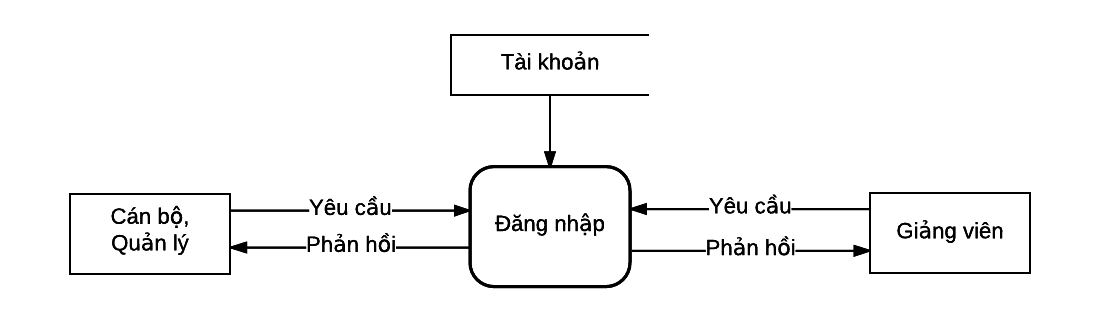 Tài khoản
Cán bộ,
Quản lý
Yêu cầu
Phản hồi
Đăng nhập
Yêu cầu
Phản hồi
Giảng viên